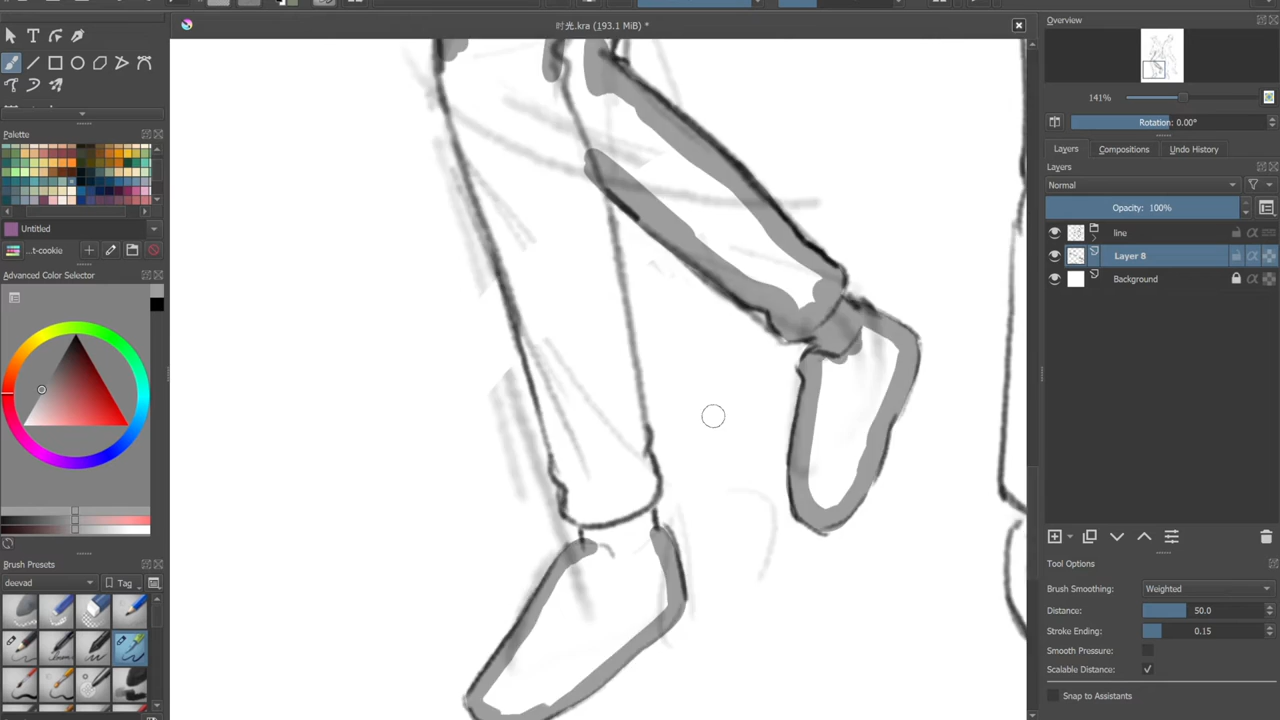 时光.kra (193.1 MiB) *
Overview
141%
Rotation: 0.00°
Layers
Compositions
Undo History
Layers
Normal
Opacity: 100%
line
Layer 8
Background
Tool Options
Brush Smoothing:
Weighted
Distance:
50.0
Stroke Ending:
0.15
Smooth Pressure:
Scalable Distance:
Snap to Assistants
Palette
Untitled
...t-cookie
Advanced Color Selector
Brush Presets
deevad
Tag